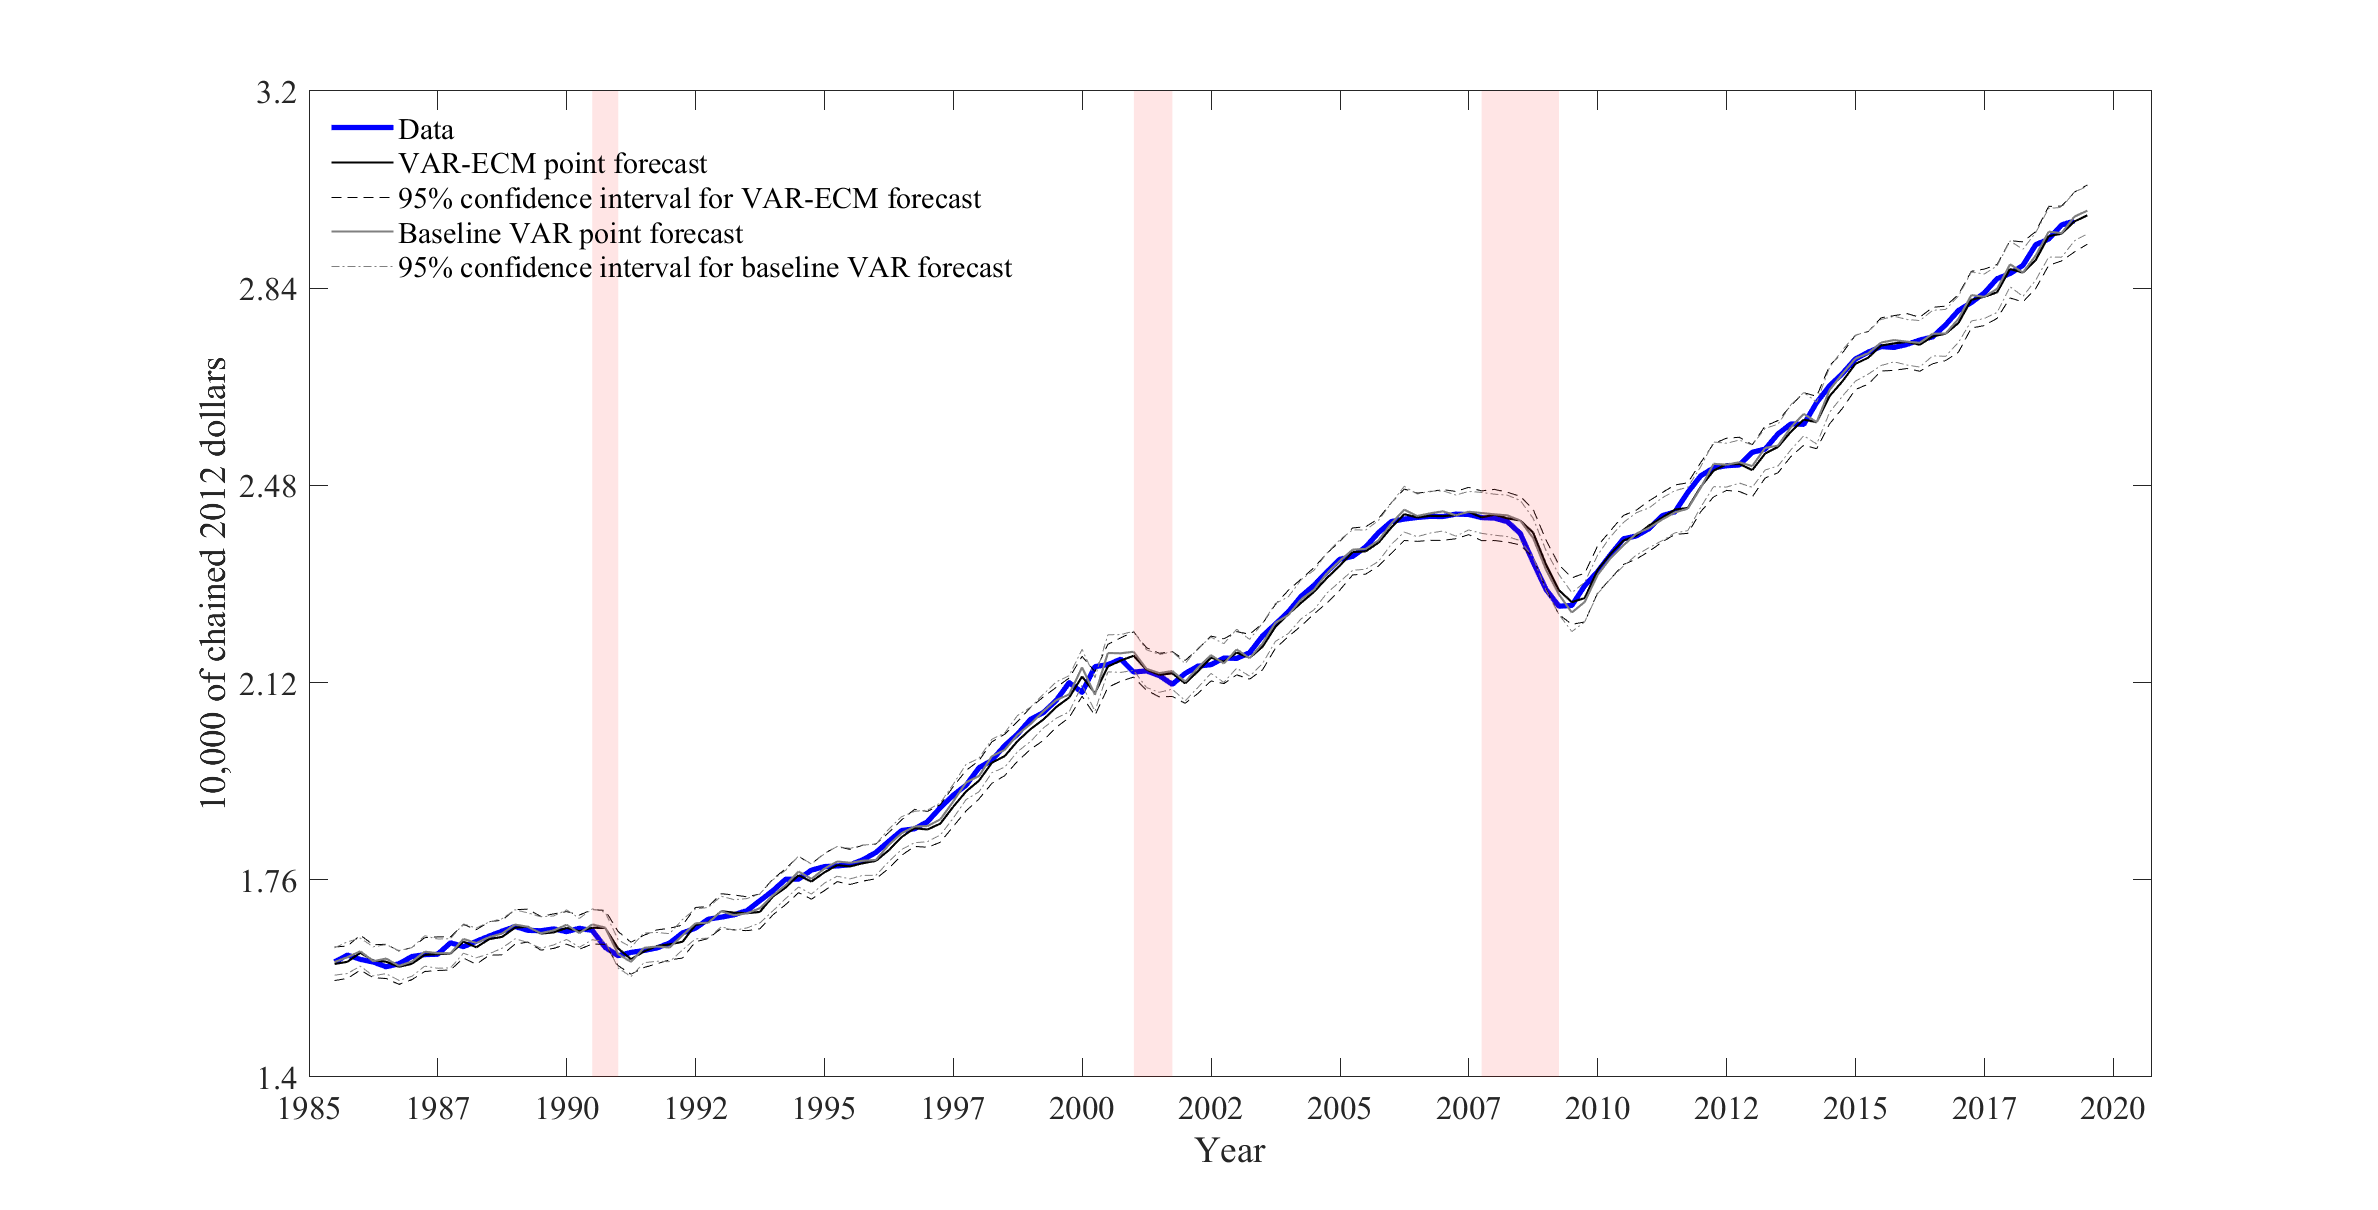 3.2
2.84
2.48
2.12
1.76
1.4
10,000 of chained 2012 dollars
Data
VAR-ECM point forecast
95% confidence interval for VAR-ECM forecast
Baseline VAR point forecast
95% confidence interval for baseline VAR forecast
1985 1987 1990 1992 1995 1997 2000 2002 2005 2007 2010 2012 2015 2017 2020
Year